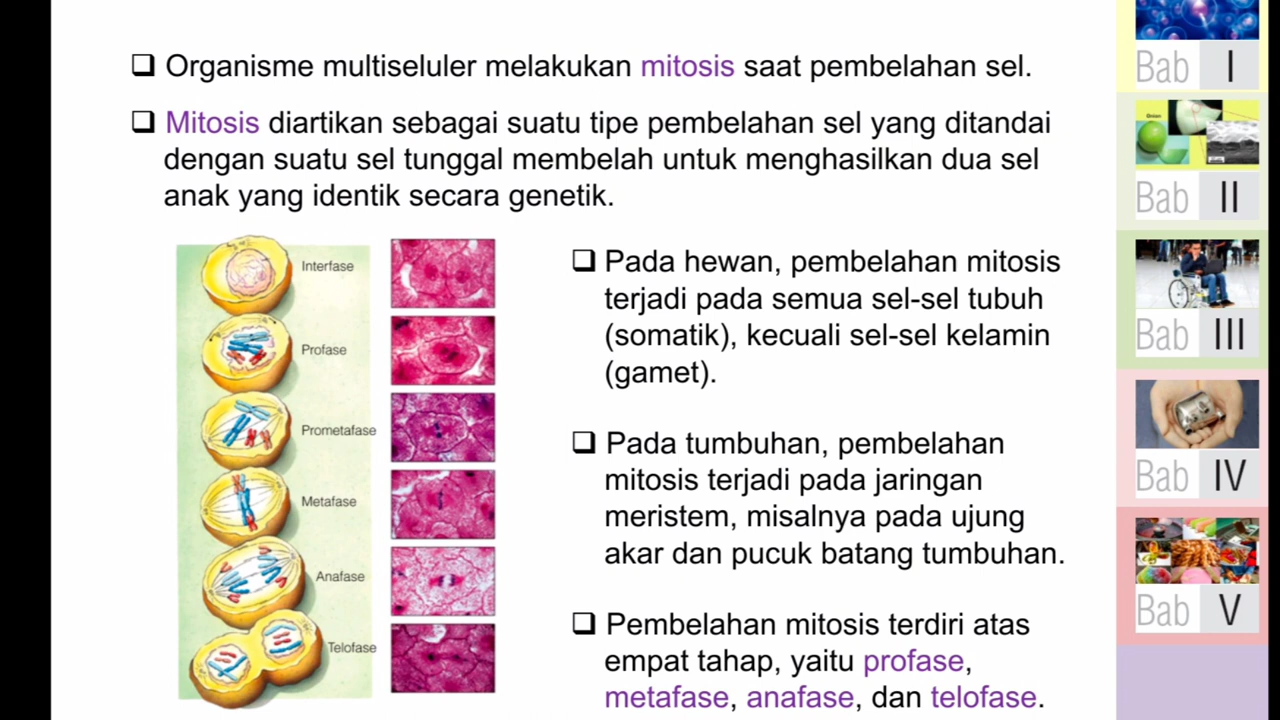 ❑ Organisme multiseluler melakukan mitosis saat pembelahan sel.
❑ Mitosis diartikan sebagai suatu tipe pembelahan sel yang ditandai
dengan suatu sel tunggal membelah untuk menghasilkan dua sel
anak yang identik secara genetik.
Interfase
Profase
Prometafase
Metafase
Anafase
Telofase
❑ Pada hewan, pembelahan mitosis
terjadi pada semua sel-sel tubuh
(somatik), kecuali sel-sel kelamin
(gamet).
❑ Pada tumbuhan, pembelahan
mitosis terjadi pada jaringan
meristem, misalnya pada ujung
akar dan pucuk batang tumbuhan.
❑ Pembelahan mitosis terdiri atas
empat tahap, yaitu profase,
metafase, anafase, dan telofase.
Bab I
Onion
Bab II
Bab III
Bab IV
Bab V